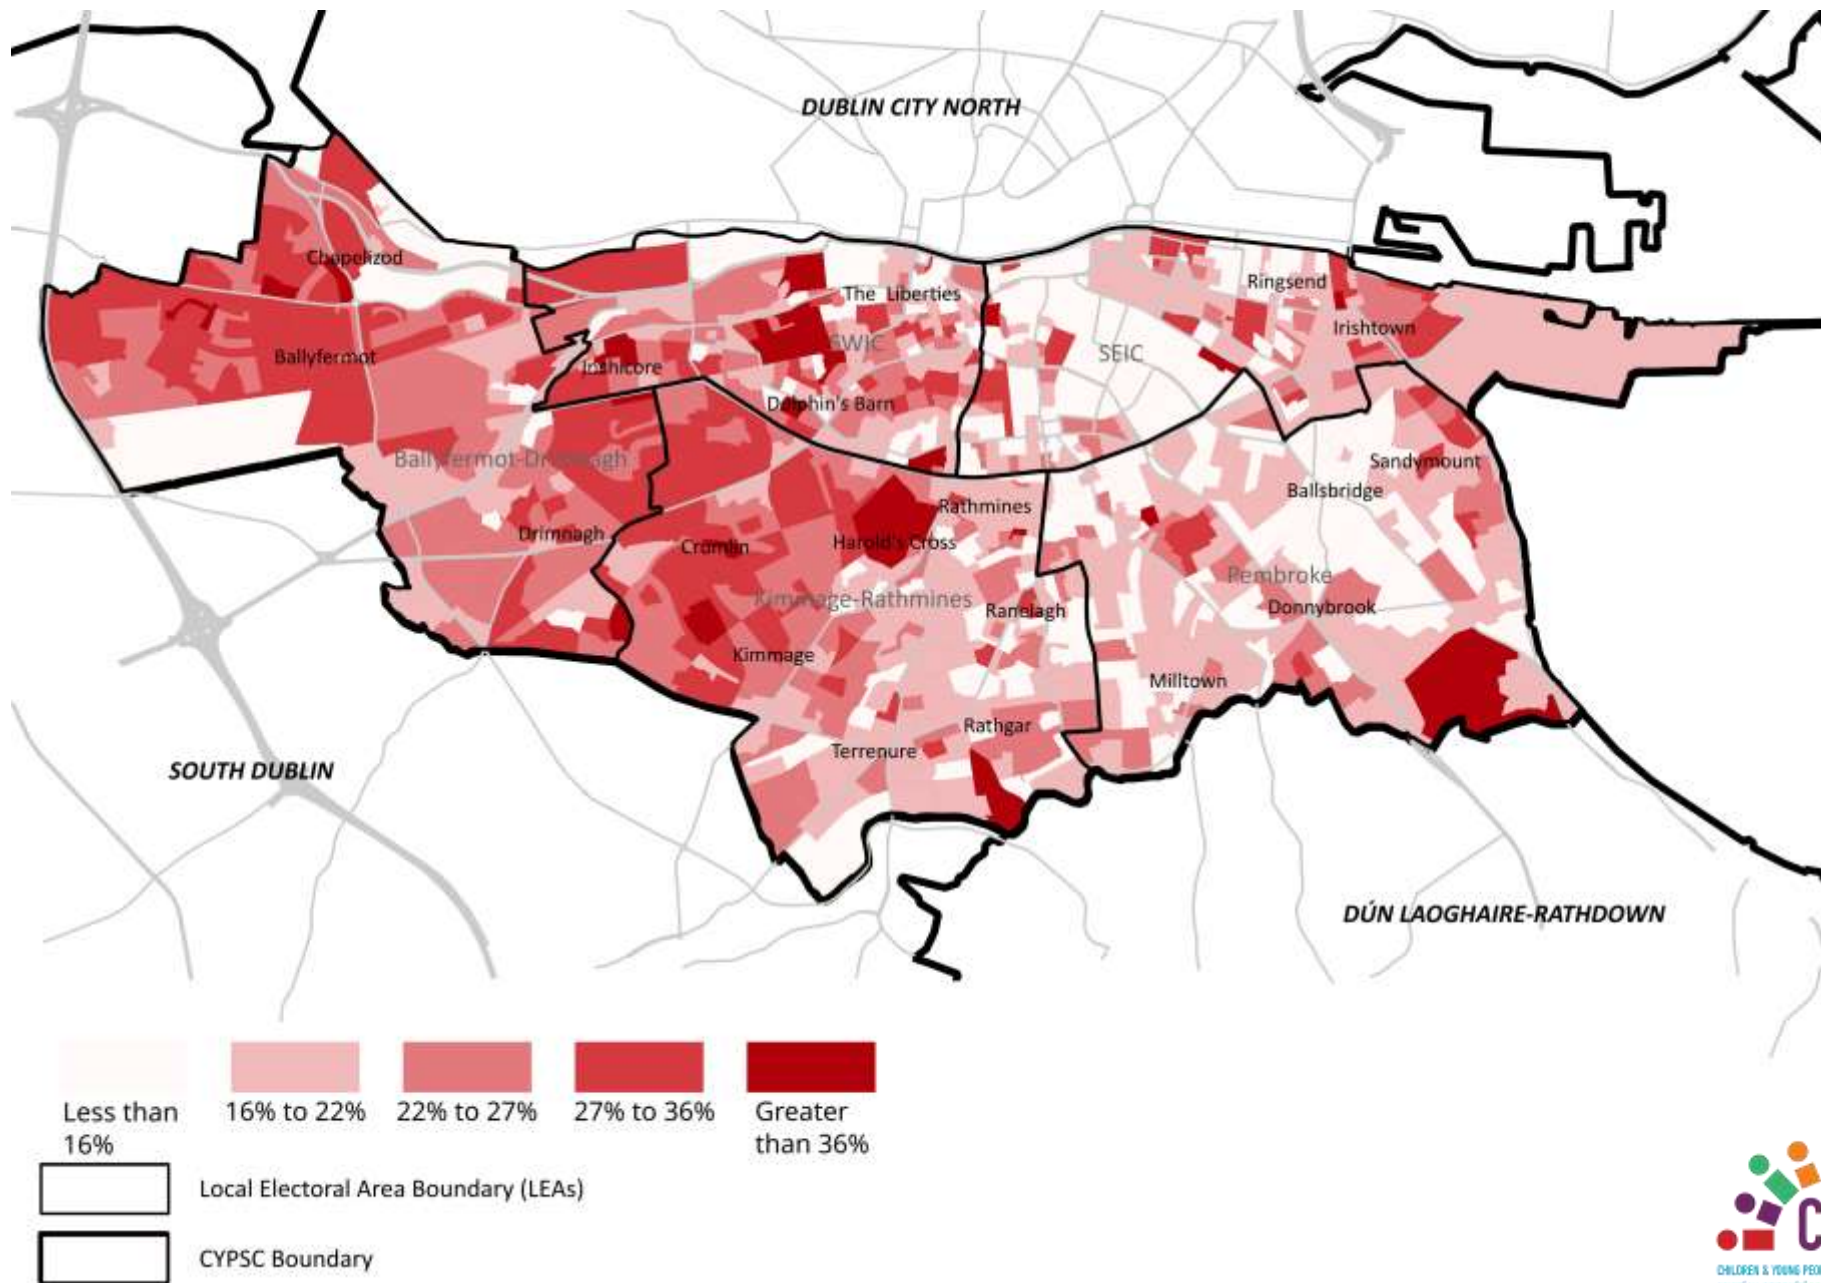 DUBLIN CITY NORTH
Chapelizod
Ringsend
The Liberties
Irishtown
SWIC
SEIC
Ballyfermot
Inchicore
Dolphin's Barn
Ballyfermot-Drimnagh
Sandymount
Ballsbridge
Rathmines
Drimnagh
Crumlin
Harold's Cross
Pembroke
Kimmage-Rathmines
Ranelagh
Donnybrook
Kimmage
Milltown
Rathgar
Terrenure
SOUTH DUBLIN
DÚN LAOGHAIRE-RATHDOWN
Less than
16%
16% to 22%
22% to 27%
27% to 36%
Greater
than 36%
Local Electoral Area Boundary (LEAs)
CYPSC Boundary
C
CHILDREN & YOUNG PEO